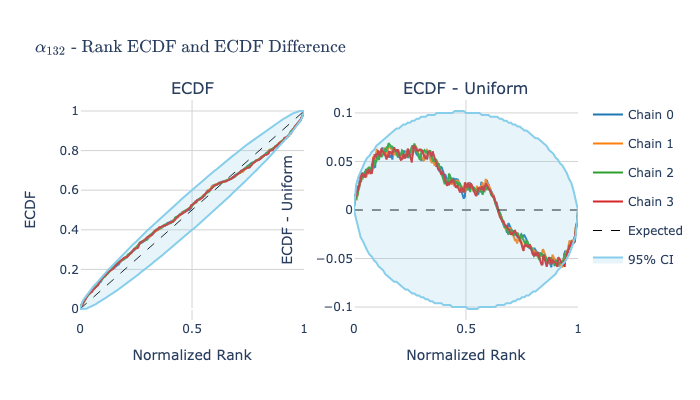 α₁₃₂ - Rank ECDF and ECDF Difference
ECDF
ECDF - Uniform
1
0.8
0.6
0.4
0.2
0
0
0.5
1
ECDF
Normalized Rank
0.1
0.05
0
−0.05
−0.1
0
0.5
1
ECDF - Uniform
Normalized Rank
Chain 0
Chain 1
Chain 2
Chain 3
Expected
95% CI